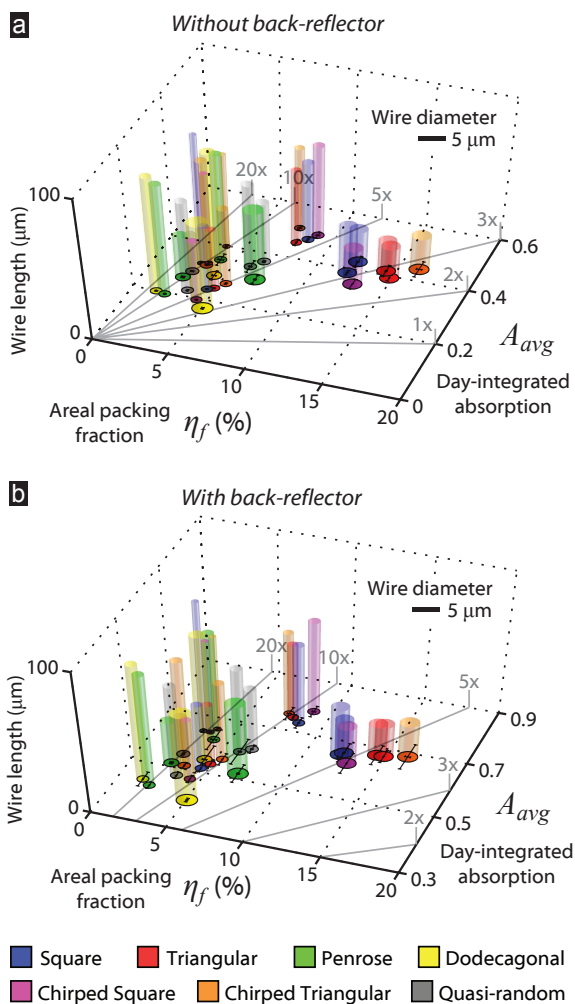 a
Without back-reflector
Wire diameter
5 μm
20x
10x
5x
3x
2x
1x
100
0
Wire length (μm)
0
5
10
15
20
0
0.2
0.4
0.6
Areal packing
fraction
ηf (%)
Aavg
Day-integrated
absorption
b
With back-reflector
Wire diameter
5 μm
20x
10x
5x
3x
2x
100
0
Wire length (μm)
0
5
10
15
20
0.3
0.5
0.7
0.9
Areal packing
fraction
ηf (%)
Aavg
Day-integrated
absorption
Square
Triangular
Penrose
Dodecagonal
Chirped Square
Chirped Triangular
Quasi-random